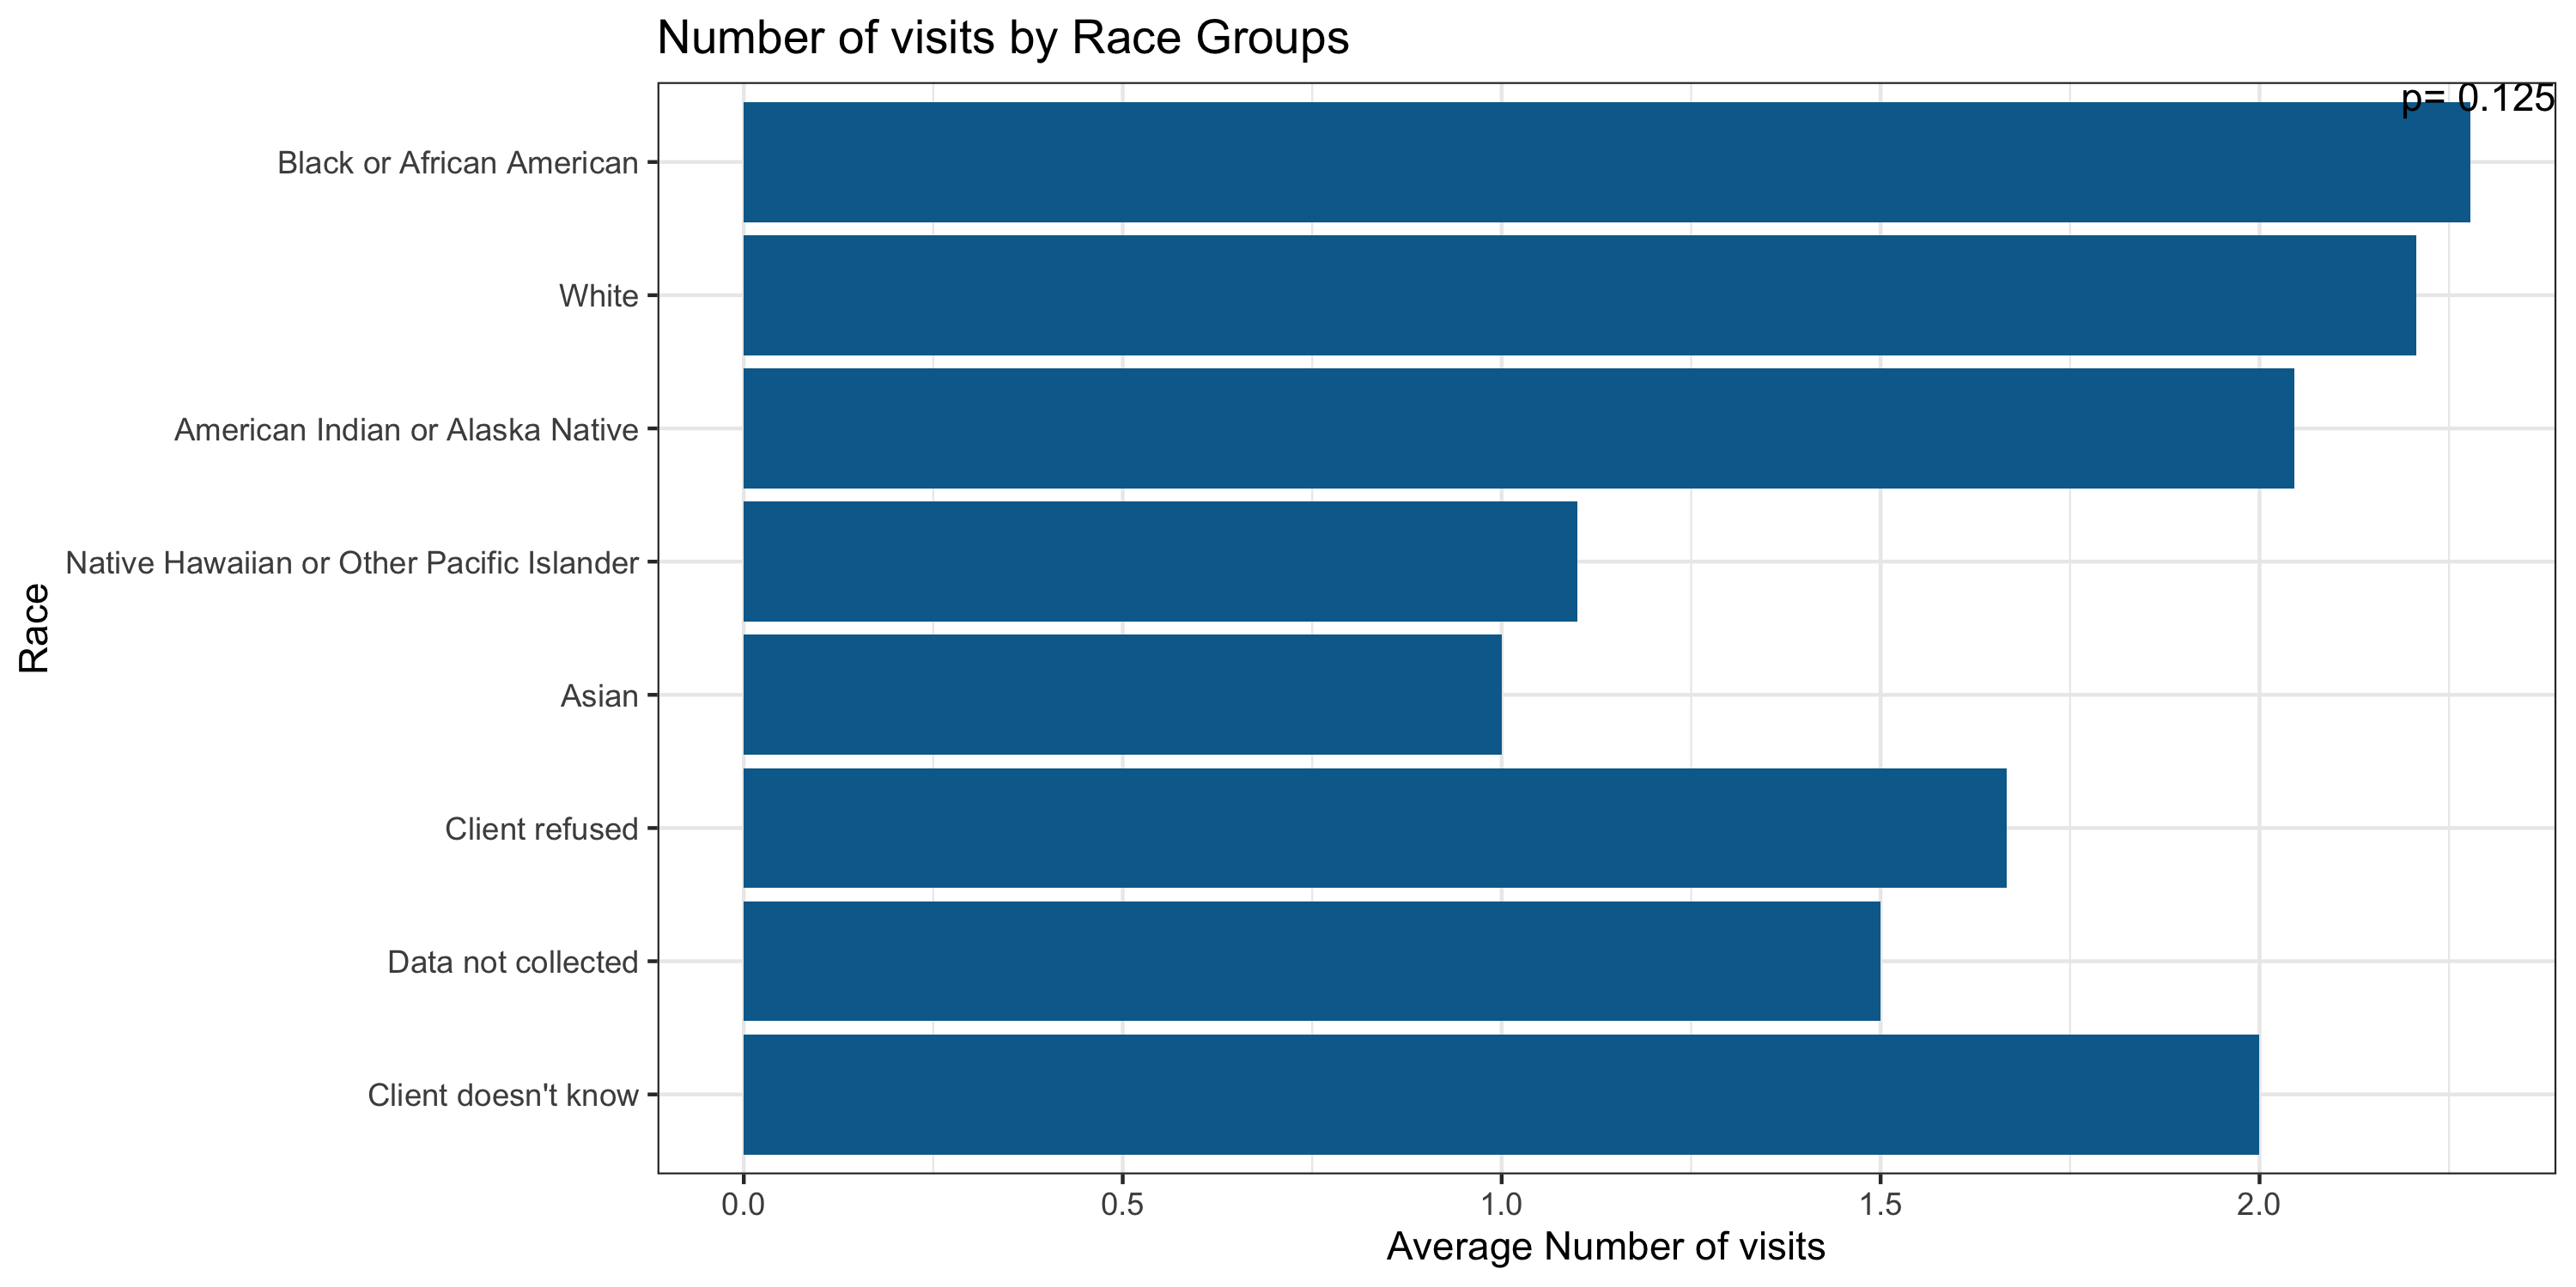 Number of visits by Race Groups
p= 0.125
Black or African American
White
American Indian or Alaska Native
Native Hawaiian or Other Pacific Islander
Asian
Client refused
Data not collected
Client doesn't know
Race
0.0 0.5 1.0 1.5 2.0
Average Number of visits